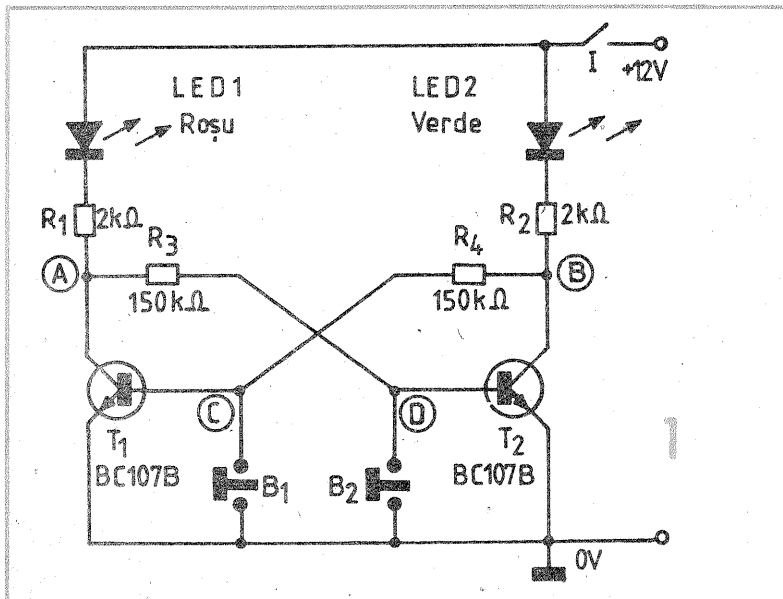 LED1
Roșu
LED2
Verde
I
+12V
R1
2kΩ
R2
2kΩ
R3
150kΩ
R4
150kΩ
A
B
C
D
T1
BC107B
T2
BC107B
B1
B2
1
0V